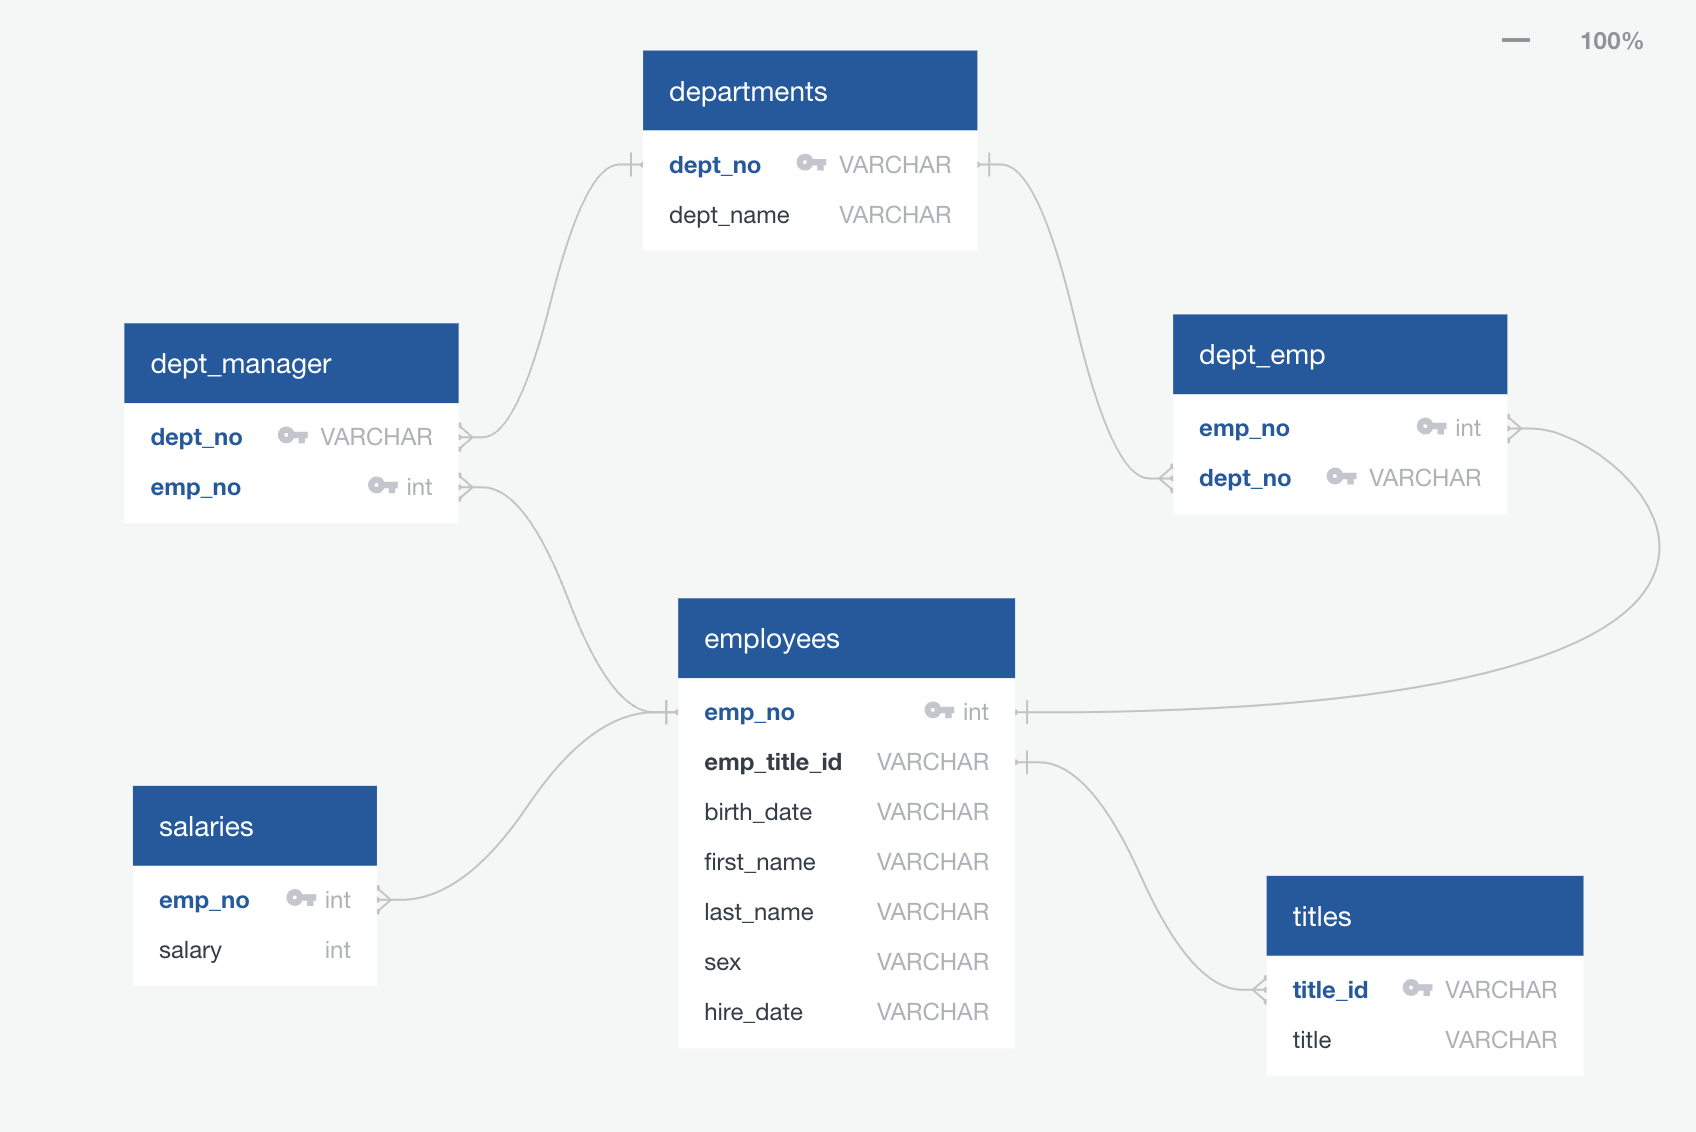 100%
departments
dept_no VARCHAR
dept_name VARCHAR
dept_manager
dept_no VARCHAR
emp_no int
dept_emp
emp_no int
dept_no VARCHAR
employees
emp_no int
emp_title_id VARCHAR
birth_date VARCHAR
first_name VARCHAR
last_name VARCHAR
sex VARCHAR
hire_date VARCHAR
salaries
emp_no int
salary int
titles
title_id VARCHAR
title VARCHAR